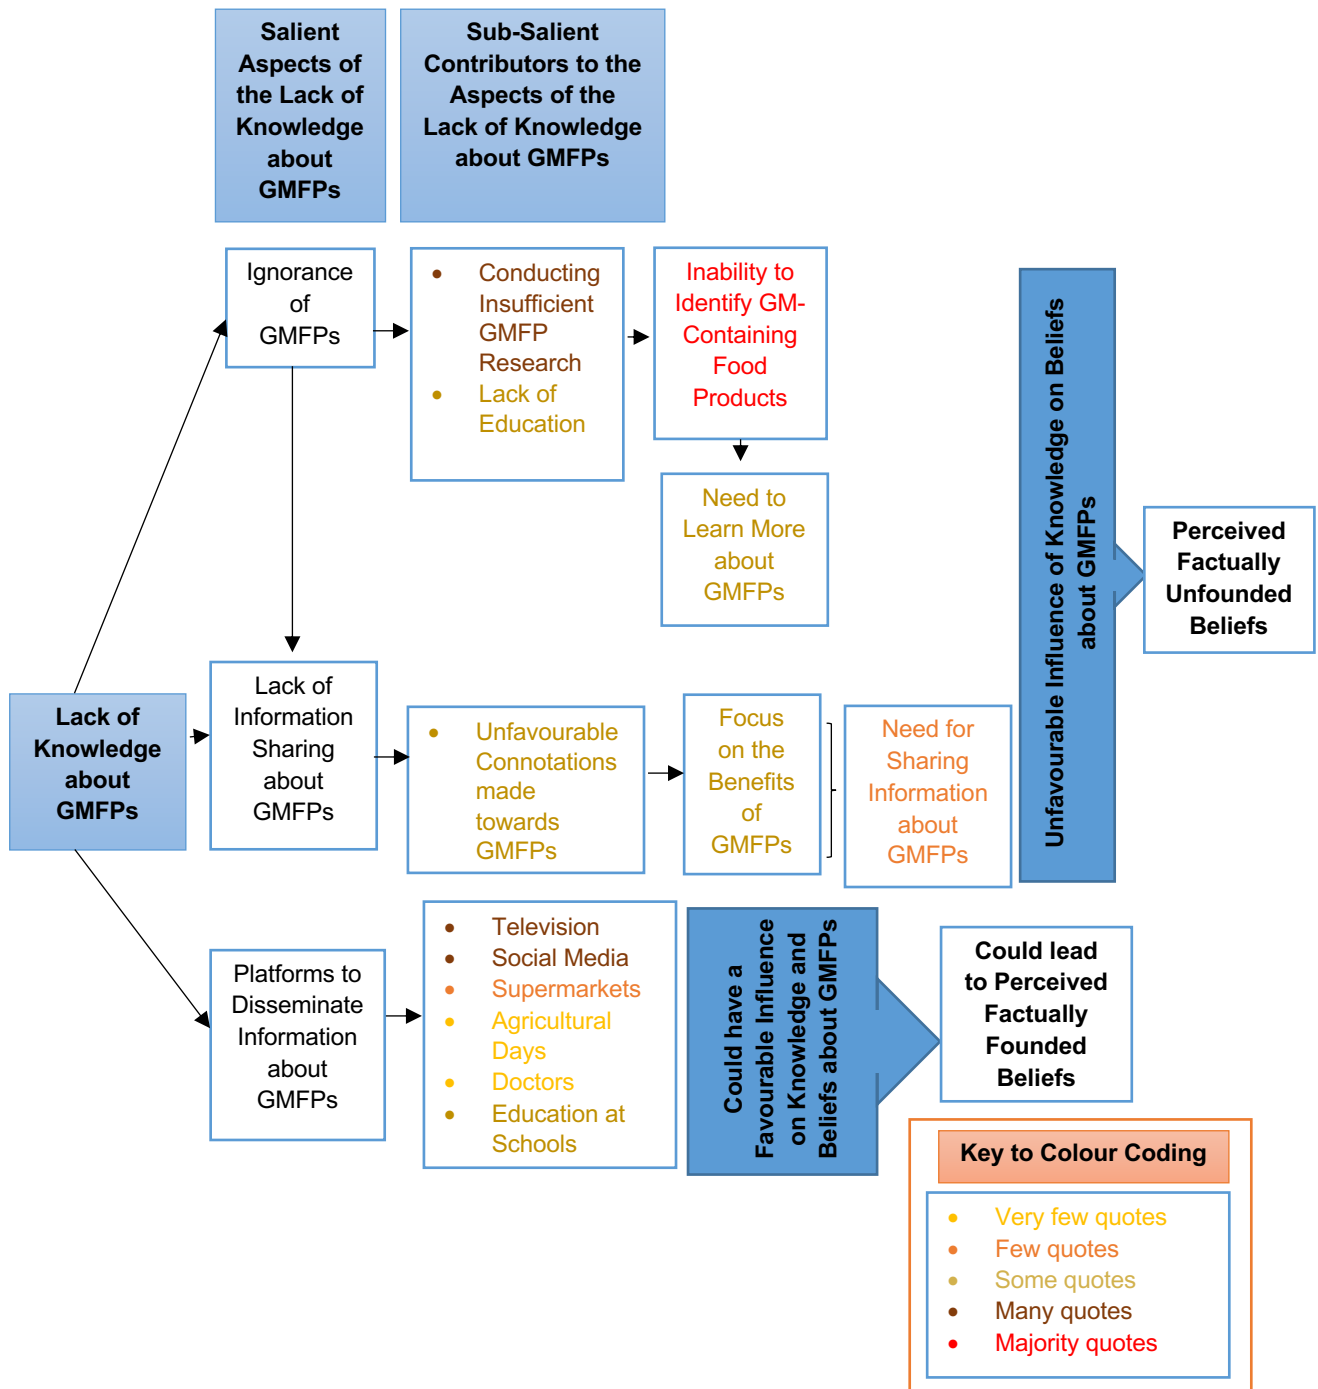 Salient
Aspects of
the Lack of
Knowledge
about
GMFPs
Sub-Salient
Contributors to the
Aspects of the
Lack of Knowledge
about GMFPs
Ignorance
of
GMFPs
• Conducting
Insufficient
GMFP
Research
• Lack of
Education
Inability to
Identify GM-
Containing
Food
Products
Need to
Learn More
about
GMFPs
Unfavourable Influence of Knowledge on Beliefs
about GMFPs
Perceived
Factually
Unfounded
Beliefs
Lack of
Knowledge
about
GMFPs
Lack of
Information
Sharing
about
GMFPs
• Unfavourable
Connotations
made
towards
GMFPs
Focus
on the
Benefits
of
GMFPs
Need for
Sharing
Information
about
GMFPs
Platforms to
Disseminate
Information
about
GMFPs
• Television
• Social Media
• Supermarkets
• Agricultural
Days
• Doctors
• Education at
Schools
Could have a
Favourable Influence
on Knowledge and
Beliefs about GMFPs
Could lead
to Perceived
Factually
Founded
Beliefs
Key to Colour Coding
• Very few quotes
• Few quotes
• Some quotes
• Many quotes
• Majority quotes